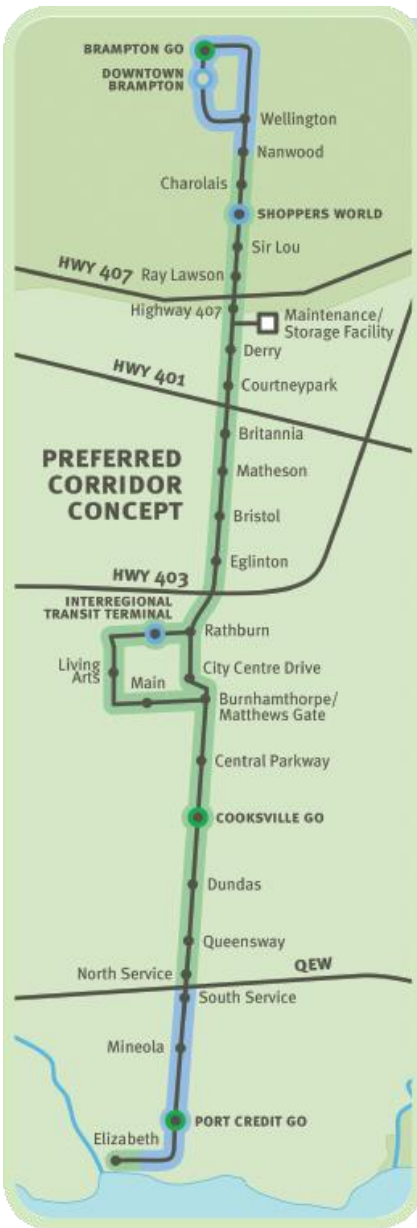 BRAMPTON GO
DOWNTOWN
BRAMPTON
Wellington
Nanwood
Charolais
SHOPPERS WORLD
Sir Lou
HWY 407
Ray Lawson
Highway 407
Maintenance/
Storage Facility
Derry
HWY 401
Courtneypark
Britannia
PREFERRED
CORRIDOR
CONCEPT
Matheson
Bristol
Eglinton
HWY 403
INTERREGIONAL
TRANSIT TERMINAL
Rathburn
Living
Arts
Main
City Centre Drive
Burnhamthorpe/
Matthews Gate
Central Parkway
COOKSVILLE GO
Dundas
Queensway
QEW
North Service
South Service
Mineola
PORT CREDIT GO
Elizabeth